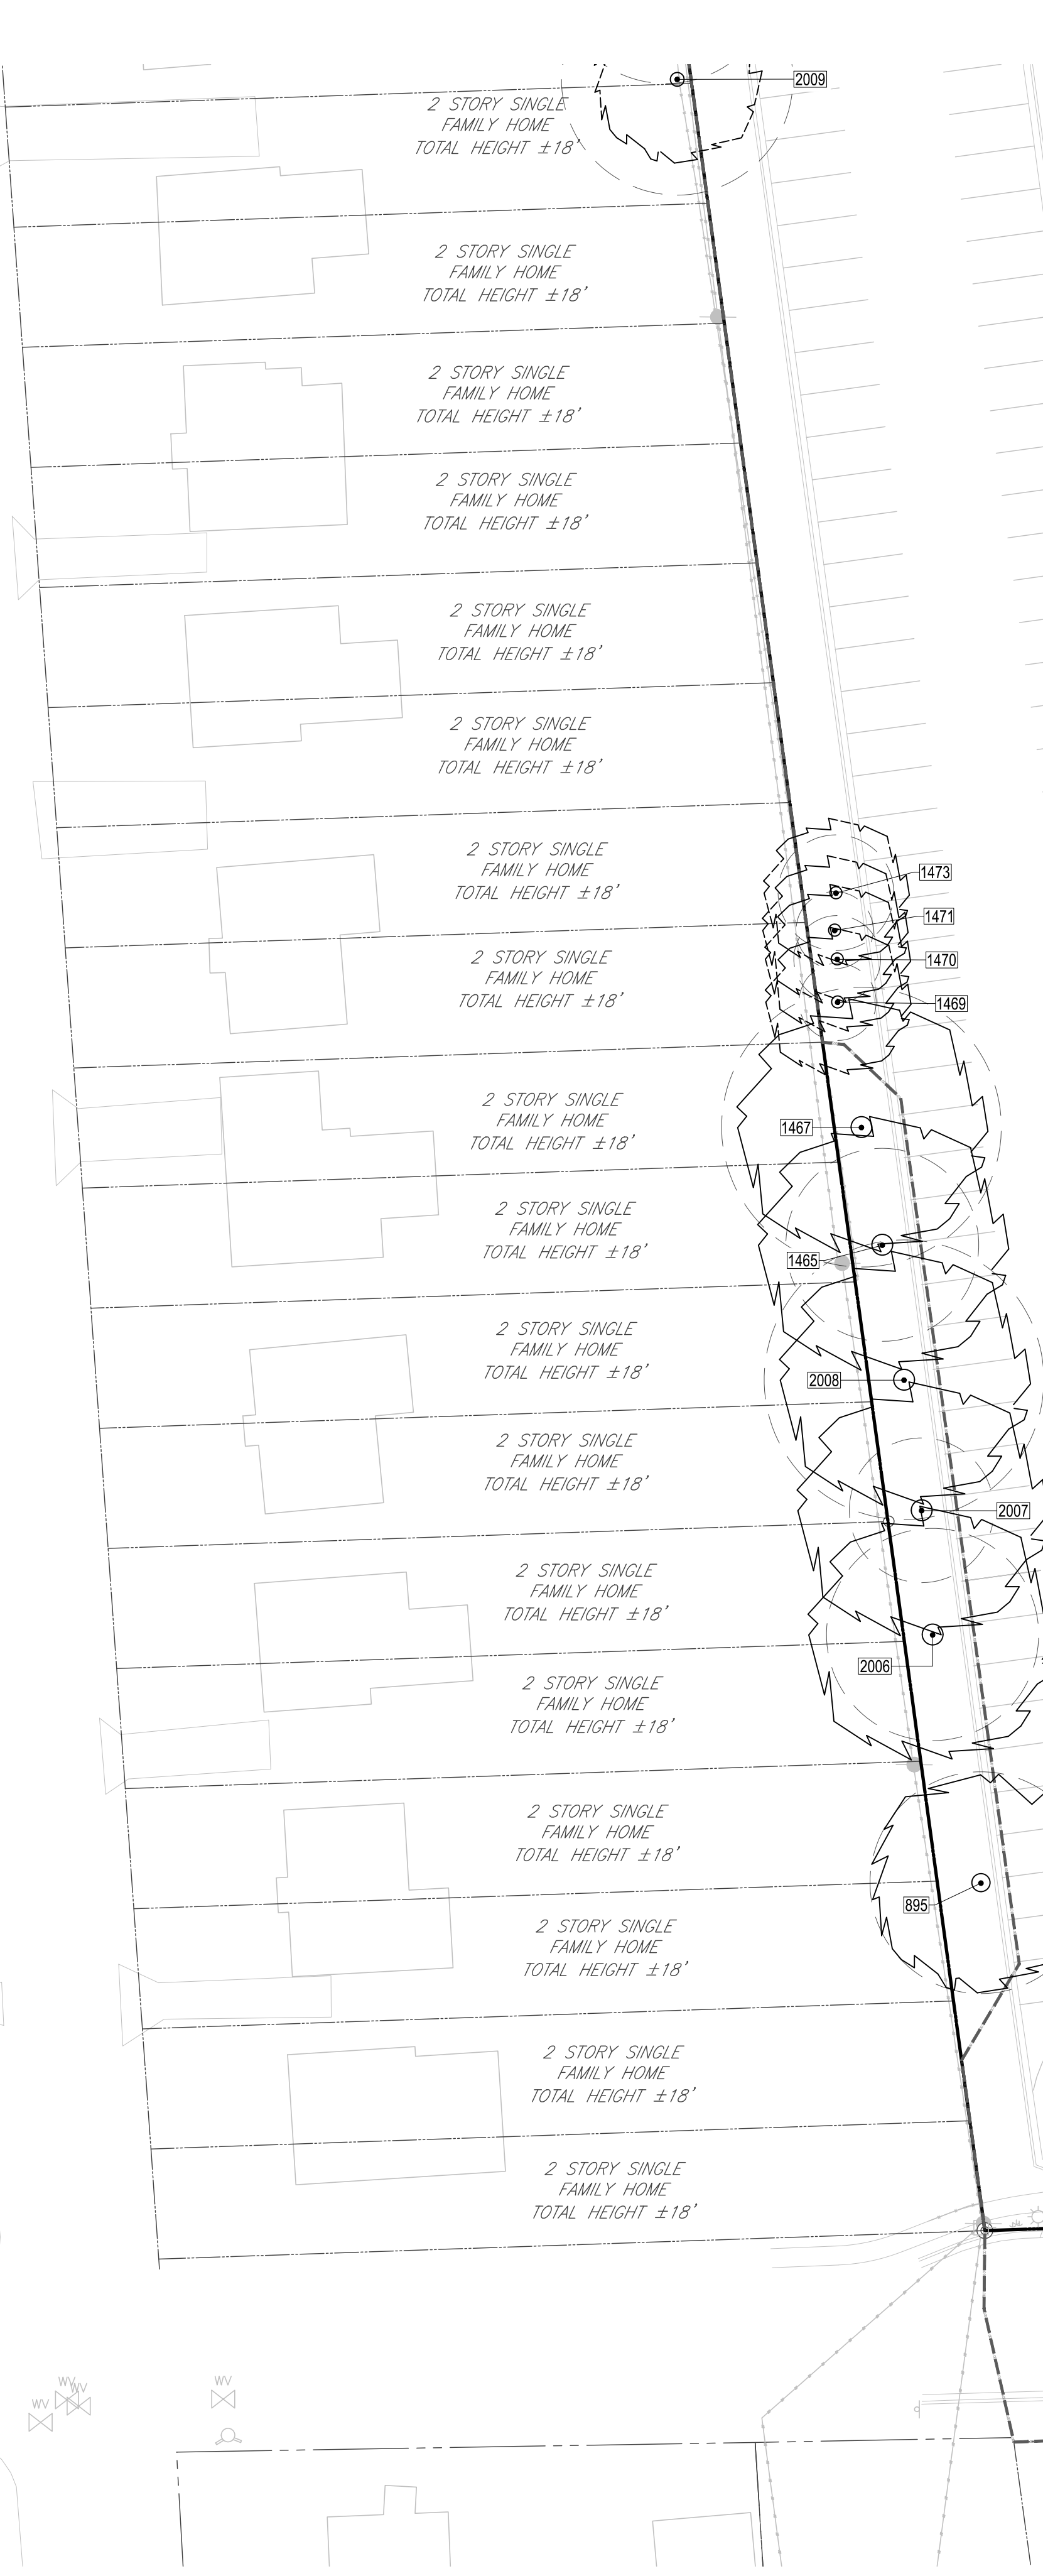 2009
2 STORY SINGLE
FAMILY HOME
TOTAL HEIGHT ±18'
2 STORY SINGLE
FAMILY HOME
TOTAL HEIGHT ±18'
2 STORY SINGLE
FAMILY HOME
TOTAL HEIGHT ±18'
2 STORY SINGLE
FAMILY HOME
TOTAL HEIGHT ±18'
2 STORY SINGLE
FAMILY HOME
TOTAL HEIGHT ±18'
2 STORY SINGLE
FAMILY HOME
TOTAL HEIGHT ±18'
2 STORY SINGLE
FAMILY HOME
TOTAL HEIGHT ±18'
1473
1471
2 STORY SINGLE
FAMILY HOME
TOTAL HEIGHT ±18'
1470
1469
2 STORY SINGLE
FAMILY HOME
TOTAL HEIGHT ±18'
1467
2 STORY SINGLE
FAMILY HOME
TOTAL HEIGHT ±18'
1465
2 STORY SINGLE
FAMILY HOME
TOTAL HEIGHT ±18'
2008
2 STORY SINGLE
FAMILY HOME
TOTAL HEIGHT ±18'
2007
2 STORY SINGLE
FAMILY HOME
TOTAL HEIGHT ±18'
2006
2 STORY SINGLE
FAMILY HOME
TOTAL HEIGHT ±18'
2 STORY SINGLE
FAMILY HOME
TOTAL HEIGHT ±18'
895
2 STORY SINGLE
FAMILY HOME
TOTAL HEIGHT ±18'
2 STORY SINGLE
FAMILY HOME
TOTAL HEIGHT ±18'
2 STORY SINGLE
FAMILY HOME
TOTAL HEIGHT ±18'
WV
WV
WV
WV